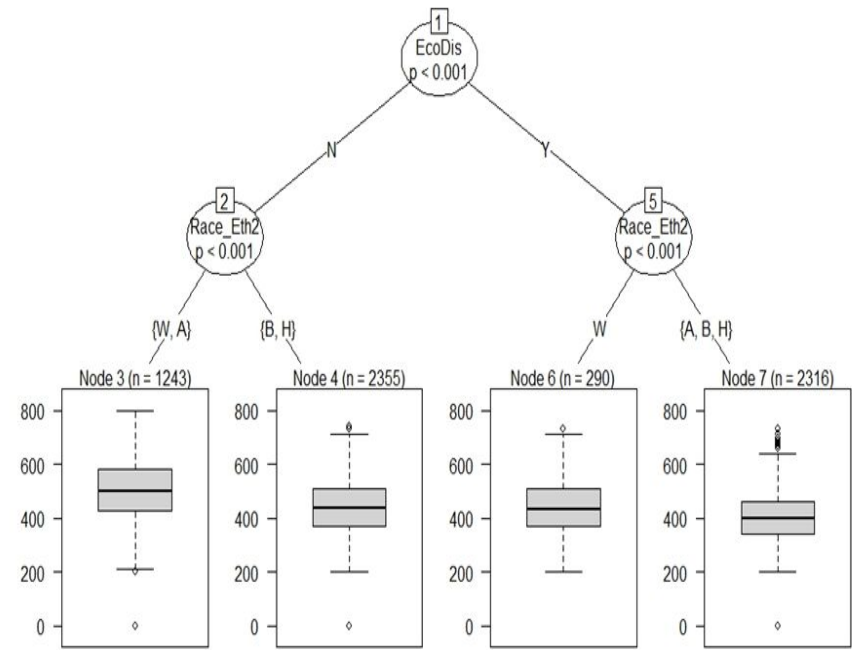 1
EcoDis
p < 0.001
N
Y
2
Race_Eth2
p < 0.001
5
Race_Eth2
p < 0.001
{W, A}
{B, H}
W
{A, B, H}
Node 3 (n = 1243)
800
600
400
200
0
Node 4 (n = 2355)
800
600
400
200
0
Node 6 (n = 290)
800
600
400
200
0
Node 7 (n = 2316)
800
600
400
200
0